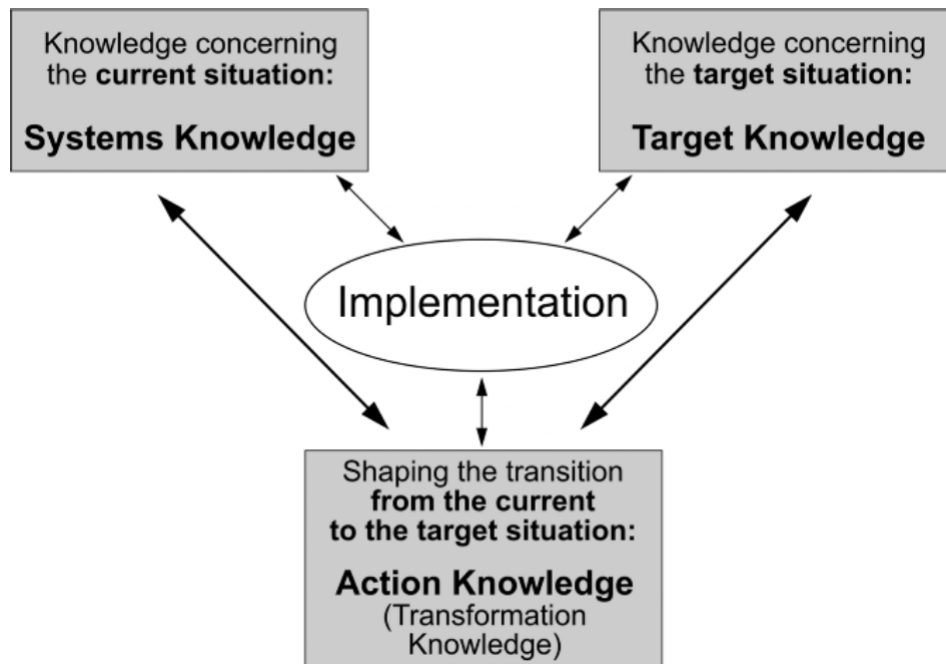 Knowledge concerning
the current situation:
Systems Knowledge
Knowledge concerning
the target situation:
Target Knowledge
Implementation
Shaping the transition
from the current
to the target situation:
Action Knowledge
(Transformation
Knowledge)